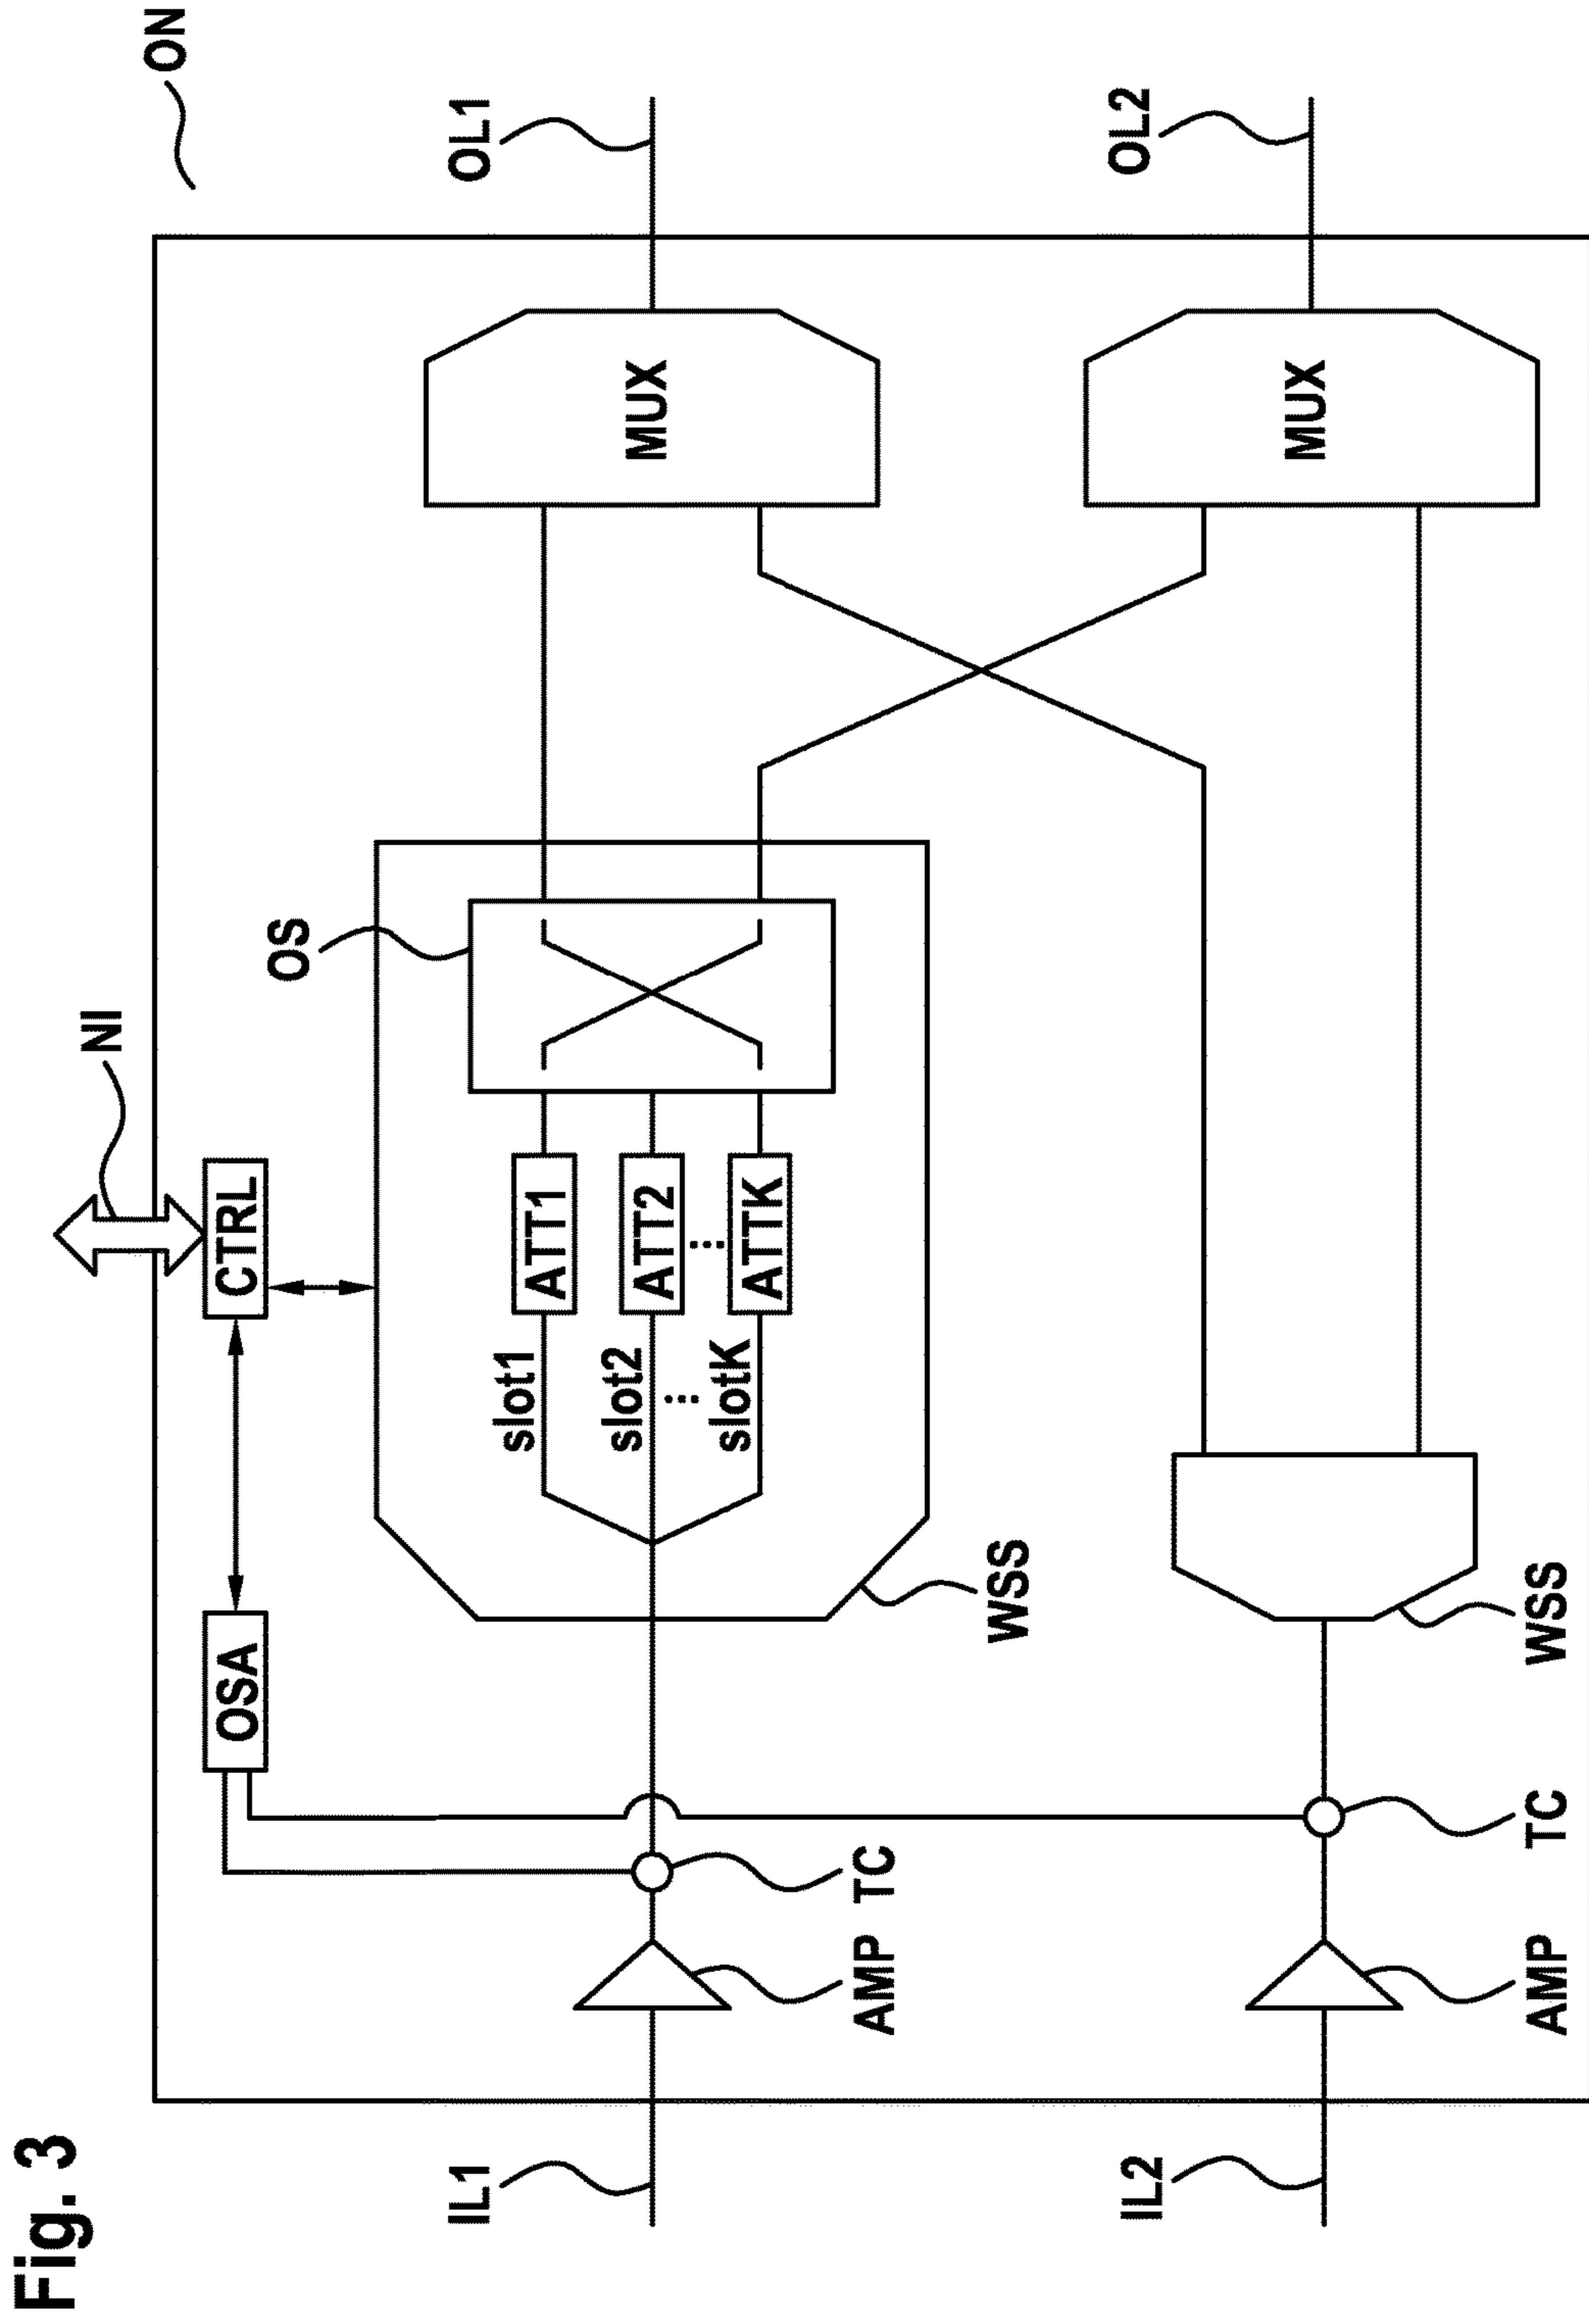 Fig. 3
ON
NI
OSA
CTRL
OS
IL1
OL1
slot1
ATT1
slot2
ATT2
MUX
...
...
slotK
ATTK
AMP
TC
WSS
IL2
OL2
MUX
AMP
TC
WSS